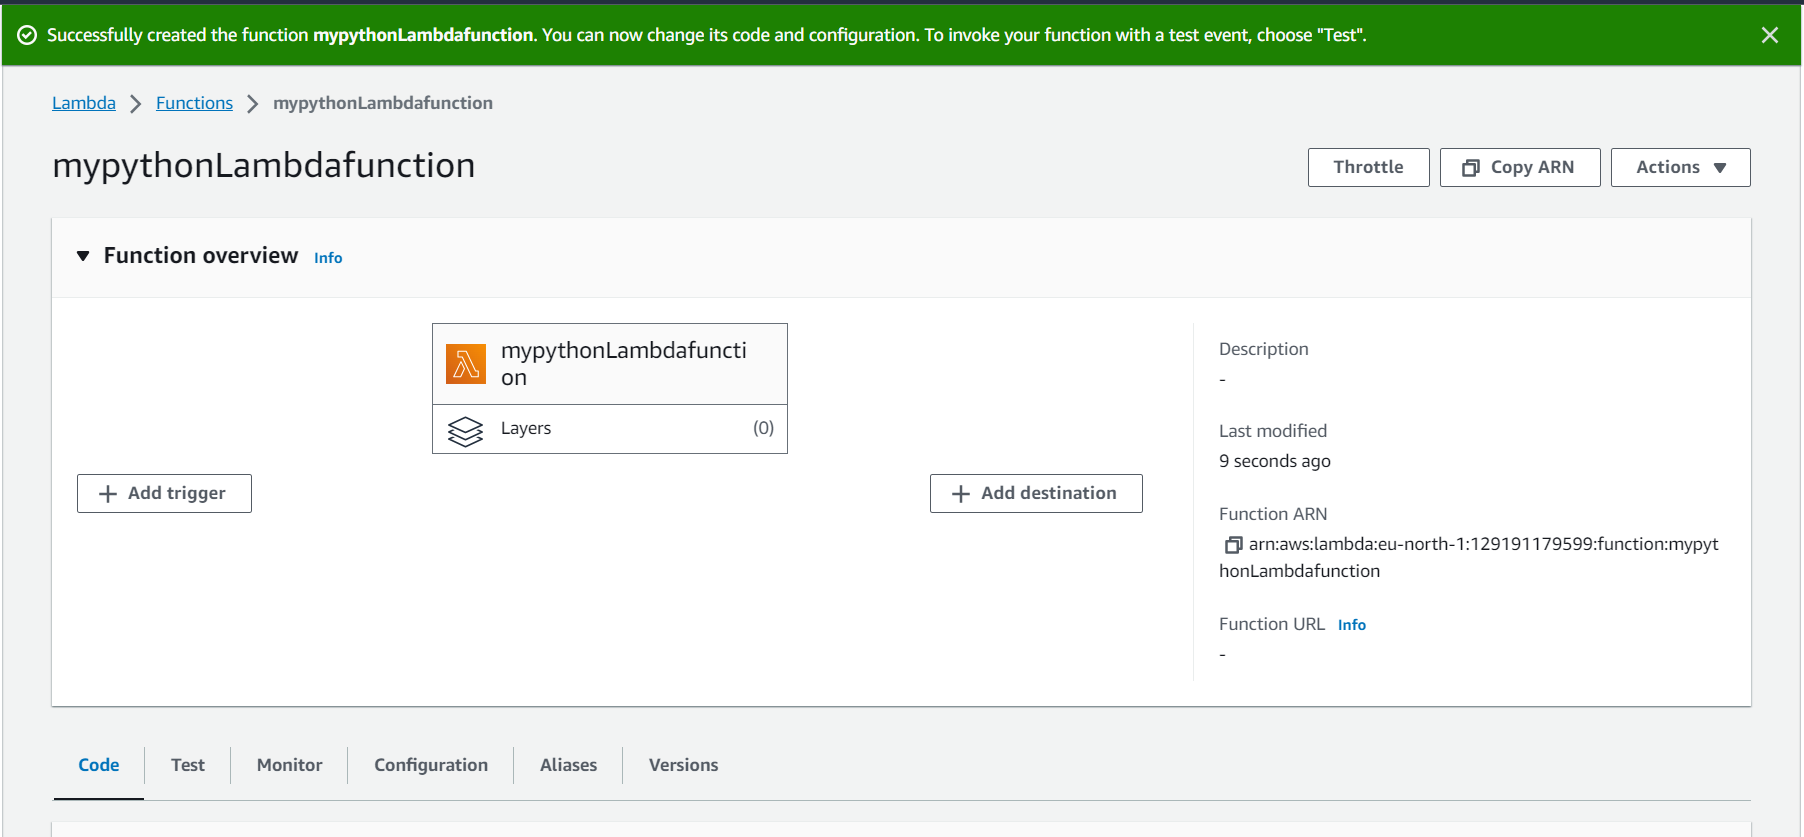 Successfully created the function mypythonLambdafunction. You can now change its code and configuration. To invoke your function with a test event, choose "Test".
Lambda Functions mypythonLambdafunction
mypythonLambdafunction
Throttle Copy ARN Actions
Function overview Info
mypythonLambdafuncti
on
Layers (0)
Add trigger
Add destination
Description
-
Last modified
9 seconds ago
Function ARN
arn:aws:lambda:eu-north-1:129191179599:function:mypyt
honLambdafunction
Function URL Info
-
Code Test Monitor Configuration Aliases Versions